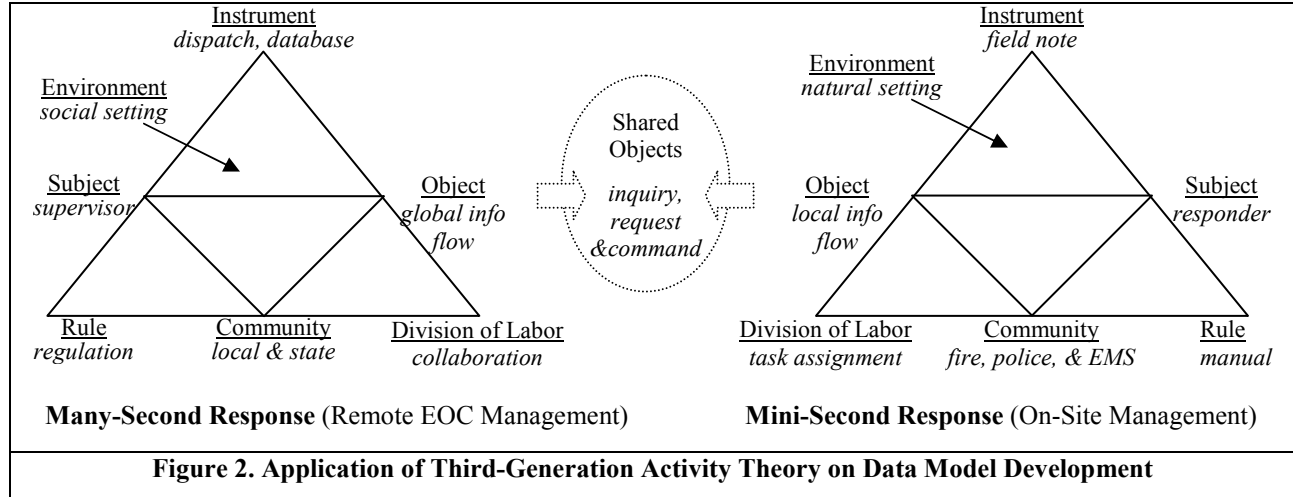 Instrument
dispatch, database
Environment
social setting
Subject
supervisor
Object
global info
flow
Rule
regulation
Community
local & state
Division of Labor
collaboration
Many-Second Response (Remote EOC Management)
Shared
Objects
inquiry,
request
&command
Instrument
field note
Environment
natural setting
Object
local info
flow
Subject
responder
Division of Labor
task assignment
Community
fire, police, & EMS
Rule
manual
Mini-Second Response (On-Site Management)
Figure 2. Application of Third-Generation Activity Theory on Data Model Development